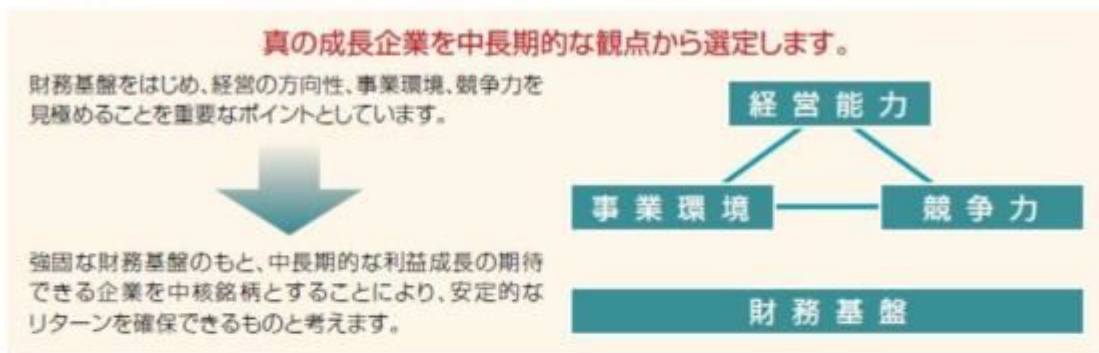 真の成長企業を中長期的な観点から選定します。
財務基盤をはじめ、経営の方向性、事業環境、競争力を
見極めることを重要なポイントとしています。
強固な財務基盤のもと、中長期的な利益成長の期待
できる企業を中核銘柄とすることにより、安定的な
リターンを確保できるものと考えます。
経営能力
事業環境
競争力
財務基盤